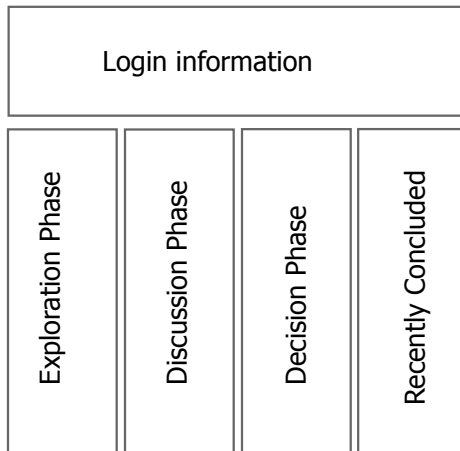 Login information
Exploration Phase
Discussion Phase
Decision Phase
Recently Concluded